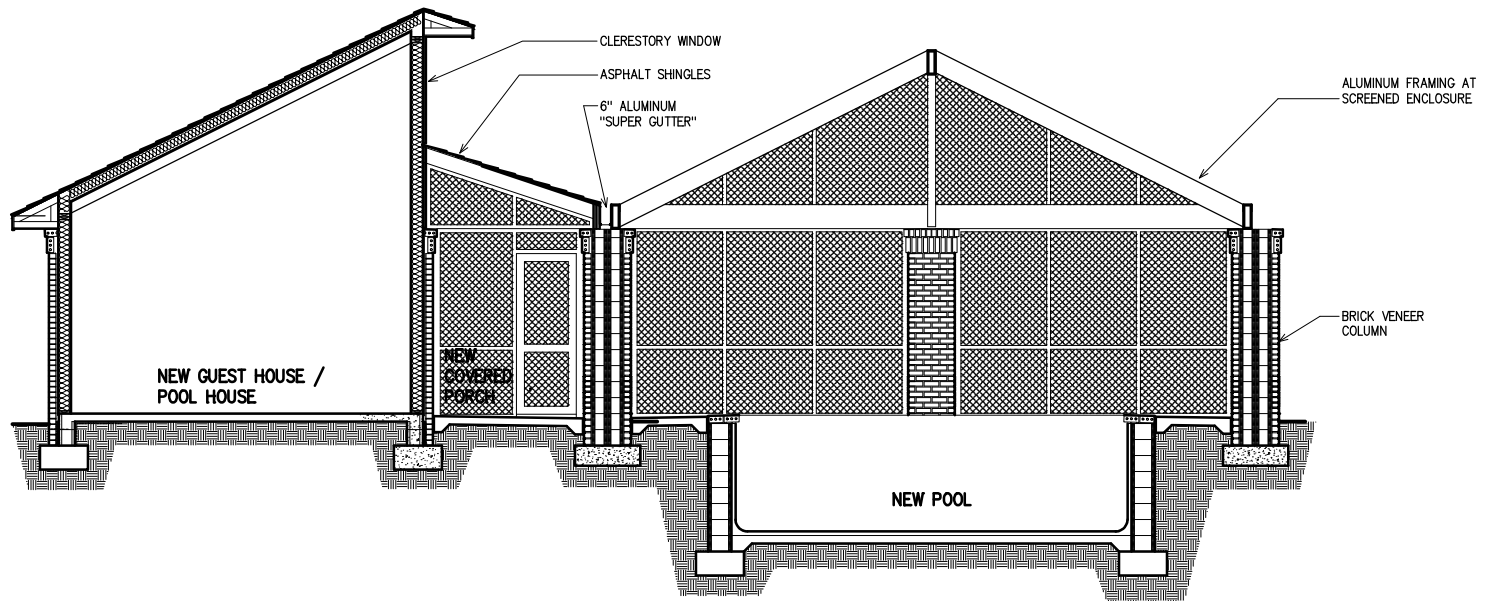 CLERESTORY WINDOW
ASPHALT SHINGLES
6" ALUMINUM
"SUPER GUTTER"
ALUMINUM FRAMING AT
SCREENED ENCLOSURE
BRICK VENEER
COLUMN
NEW GUEST HOUSE /
POOL HOUSE
NEW
COVERED
PORCH
NEW POOL